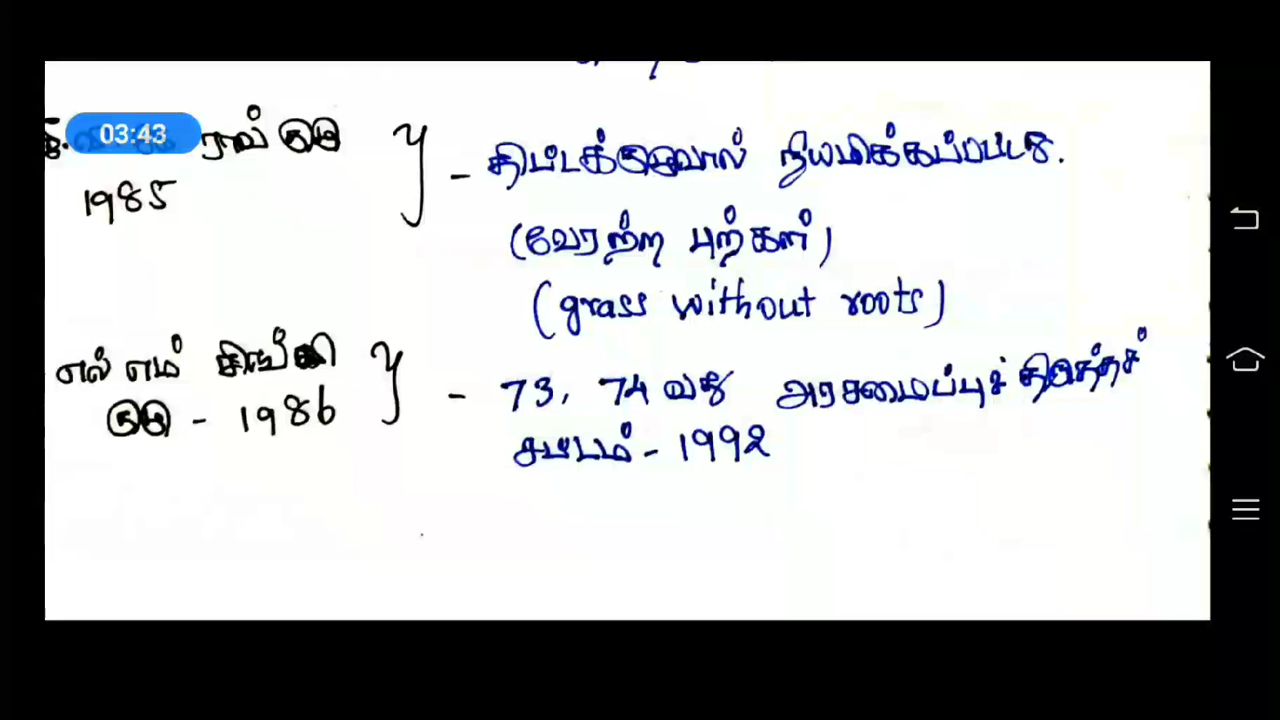 03:43
ராவ் குழு
1985
- திட்டக்குழுவால் நியமிக்கப்பட்டது.
(வேரற்ற புற்கள்)
(grass without roots)
எல் எம் சிங்வி
குழு - 1986
- 73, 74 வது அரசமைப்புச் திருத்தச்
சட்டம் - 1992